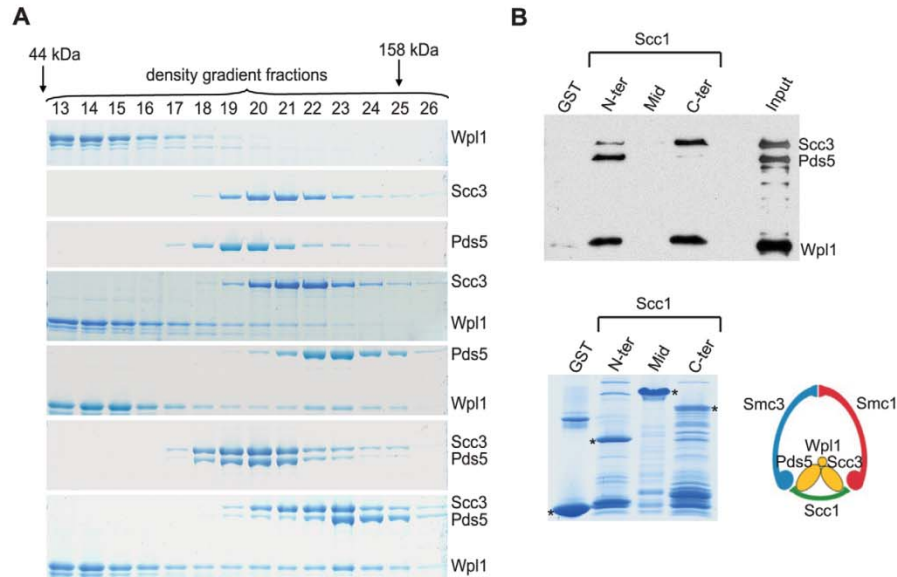 A
44 kDa
158 kDa
density gradient fractions
13 14 15 16 17 18 19 20 21 22 23 24 25 26
Wpl1
Scc3
Pds5
Scc3
Wpl1
Pds5
Wpl1
Scc3
Pds5
Scc3
Pds5
Wpl1
B
Scc1
GST N-ter Mid C-ter Input
Scc3
Pds5
Wpl1
Scc1
GST N-ter Mid C-ter
* * * *
Smc3 Smc1
Wpl1
Pds5 Scc3
Scc1